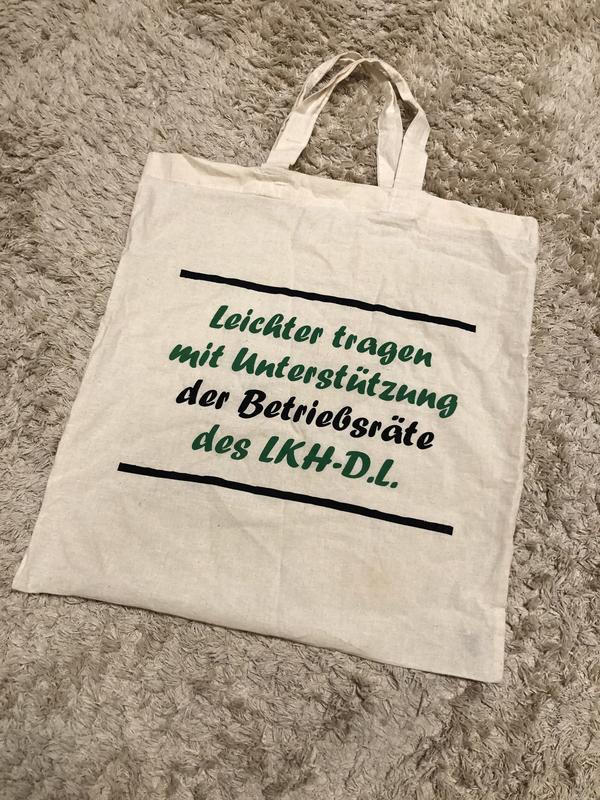 Leichter tragen
mit Unterstützung
der Betriebsräte
des LKH-D.L.